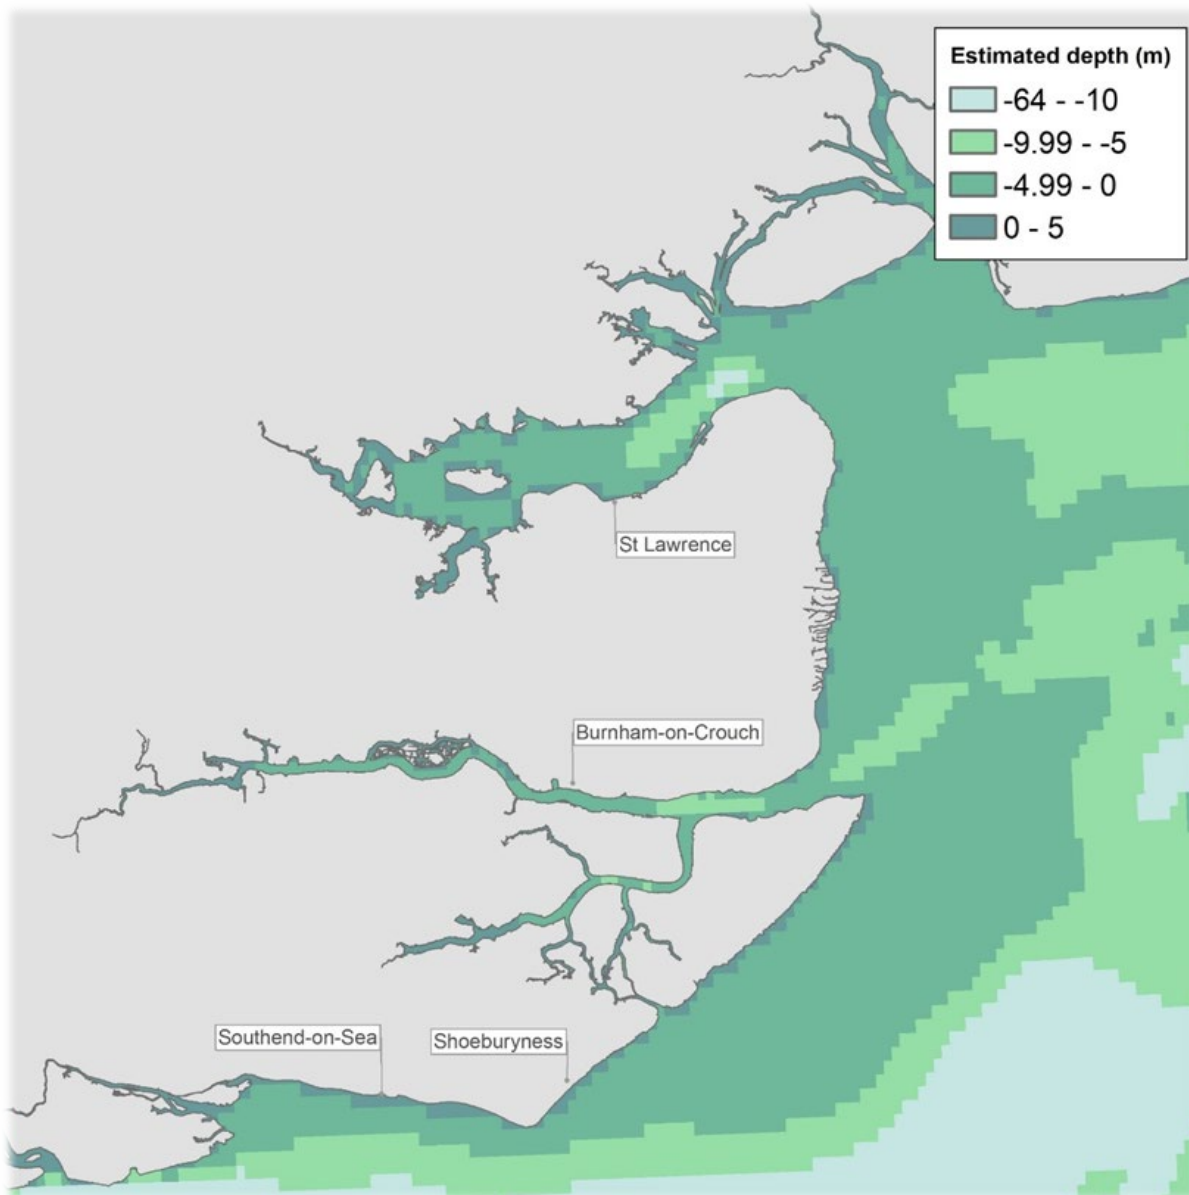 Estimated depth (m)
-64 - -10
-9.99 - -5
-4.99 - 0
0 - 5
St Lawrence
Burnham-on-Crouch
Southend-on-Sea
Shoeburyness